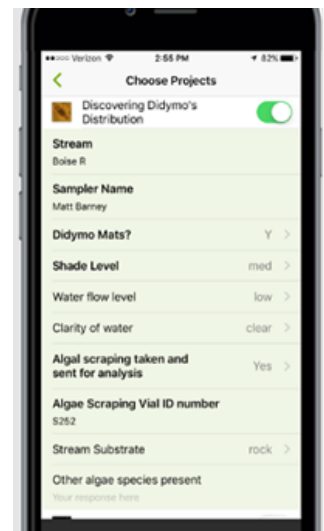 ●●○○○ Verizon 2:55 PM 82%
Choose Projects
Discovering Didymo's
Distribution
Stream
Boise R
Sampler Name
Matt Barney
Didymo Mats? Y >
Shade Level med >
Water flow level low >
Clarity of water clear >
Algal scraping taken and
sent for analysis Yes >
Algae Scraping Vial ID number
S252
Stream Substrate rock >
Other algae species present
Your response here